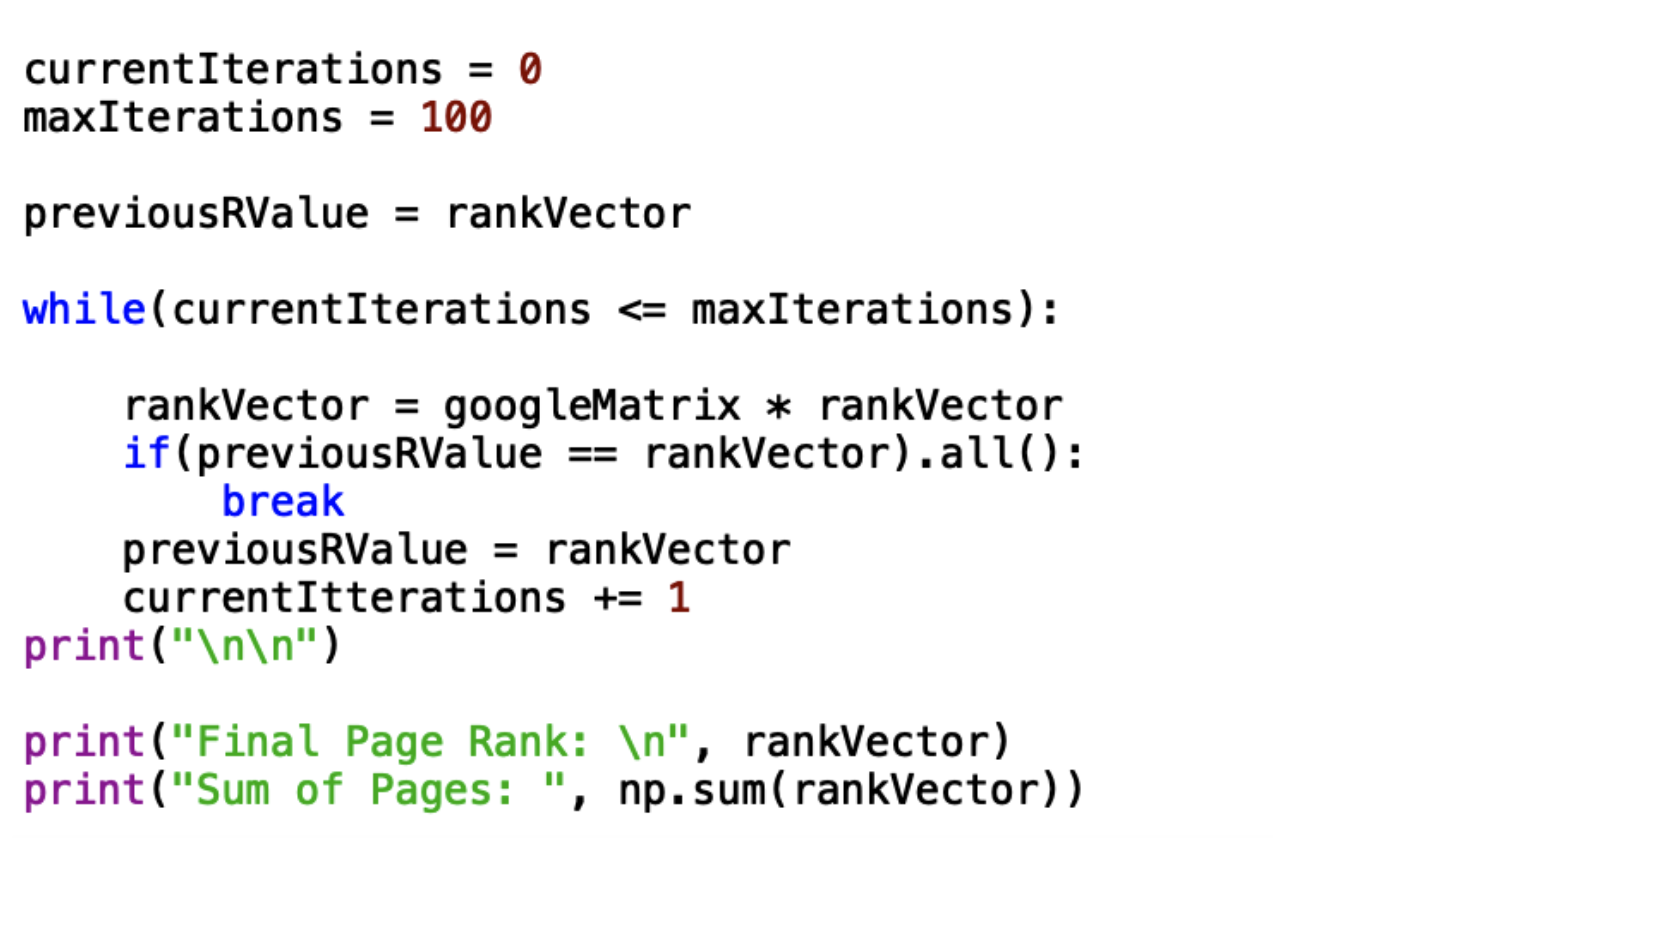 currentIterations = 0
maxIterations = 100
previousRValue = rankVector
while(currentIterations <= maxIterations):
rankVector = googleMatrix * rankVector
if(previousRValue == rankVector).all():
break
previousRValue = rankVector
currentItterations += 1
print("\n\n")
print("Final Page Rank: \n", rankVector)
print("Sum of Pages: ", np.sum(rankVector))